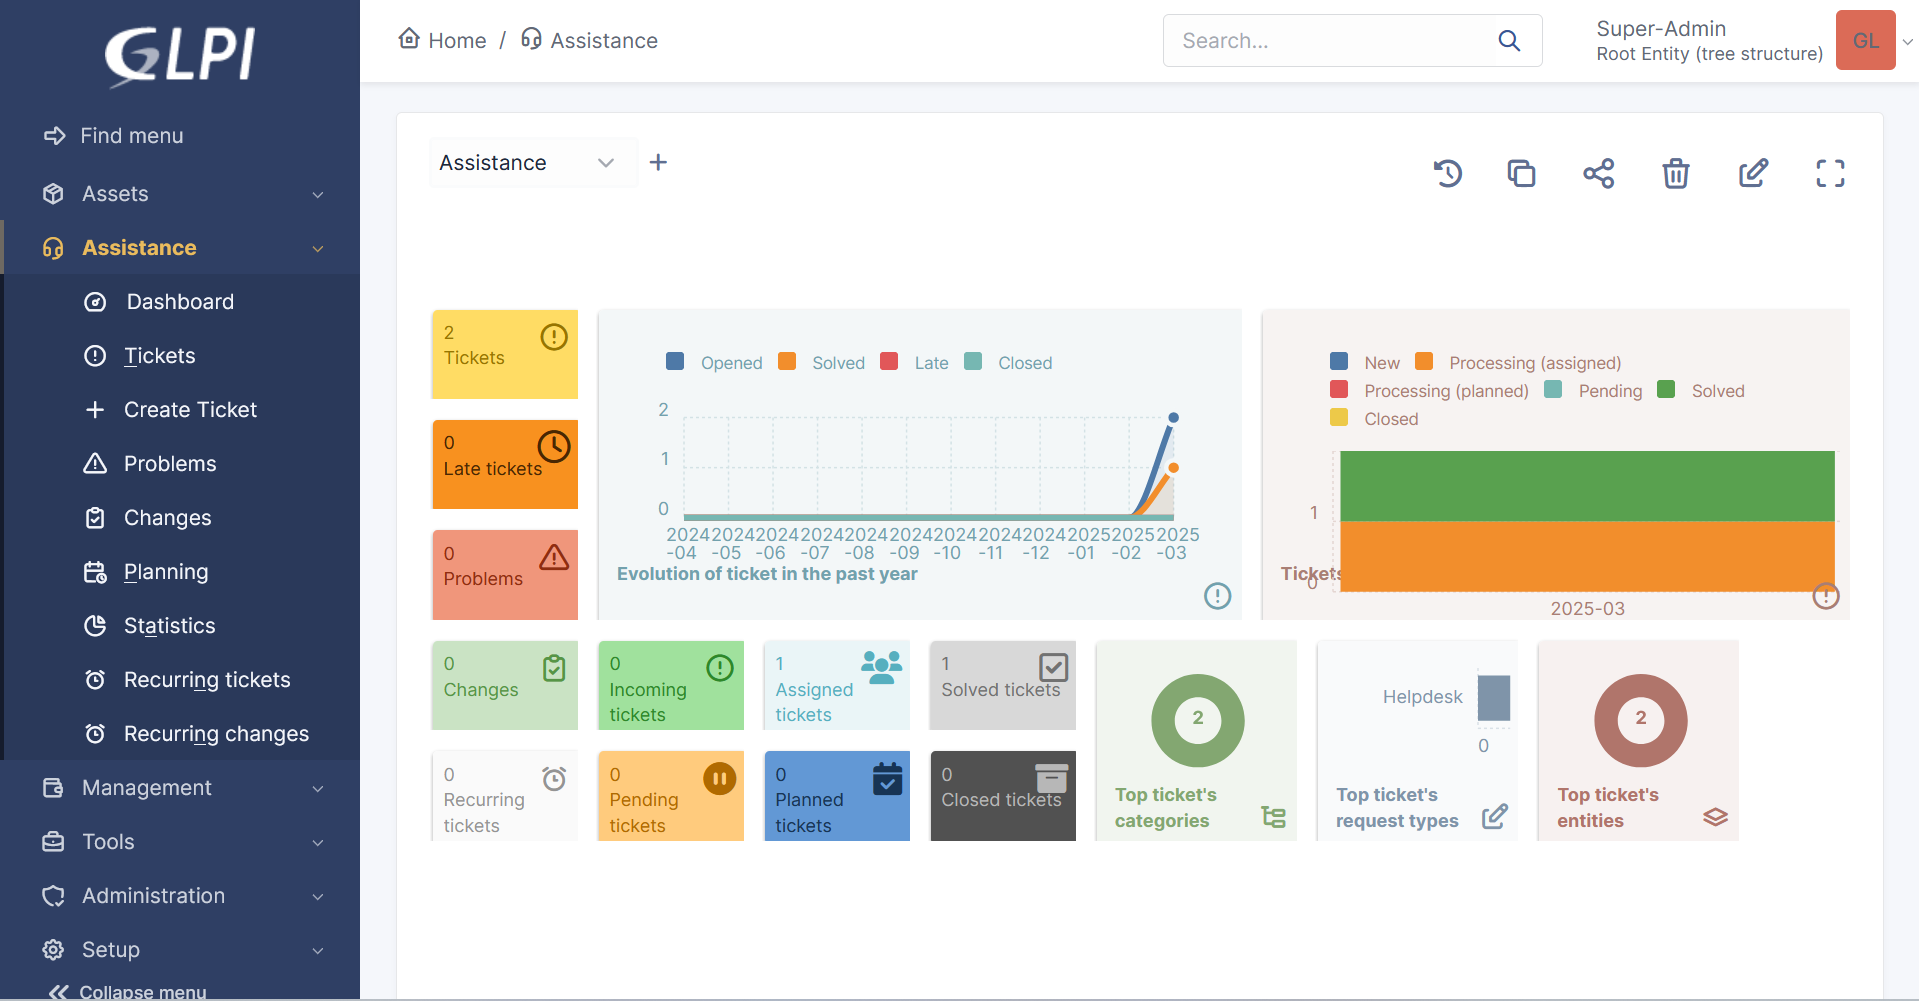 GLPI
Find menu
Assets
Assistance
Dashboard
Tickets
Create Ticket
Problems
Changes
Planning
Statistics
Recurring tickets
Recurring changes
Management
Tools
Administration
Setup
Collapse menu
Home / Assistance
Search...
Super-Admin
Root Entity (tree structure)
GL
Assistance
2
Tickets
0
Late tickets
0
Problems
Opened Solved Late Closed
2
1
0
2024 2024 2024 2024 2024 2024 2024 2024 2024 2025 2025 2025
-04 -05 -06 -07 -08 -09 -10 -11 -12 -01 -02 -03
Evolution of ticket in the past year
New Processing (assigned)
Processing (planned) Pending Solved
Closed
1
Tickets
0
2025-03
0
Changes
0
Incoming
tickets
1
Assigned
tickets
1
Solved tickets
0
Recurring
tickets
0
Pending
tickets
0
Planned
tickets
0
Closed tickets
2
Top ticket's
categories
Helpdesk
0
Top ticket's
request types
2
Top ticket's
entities